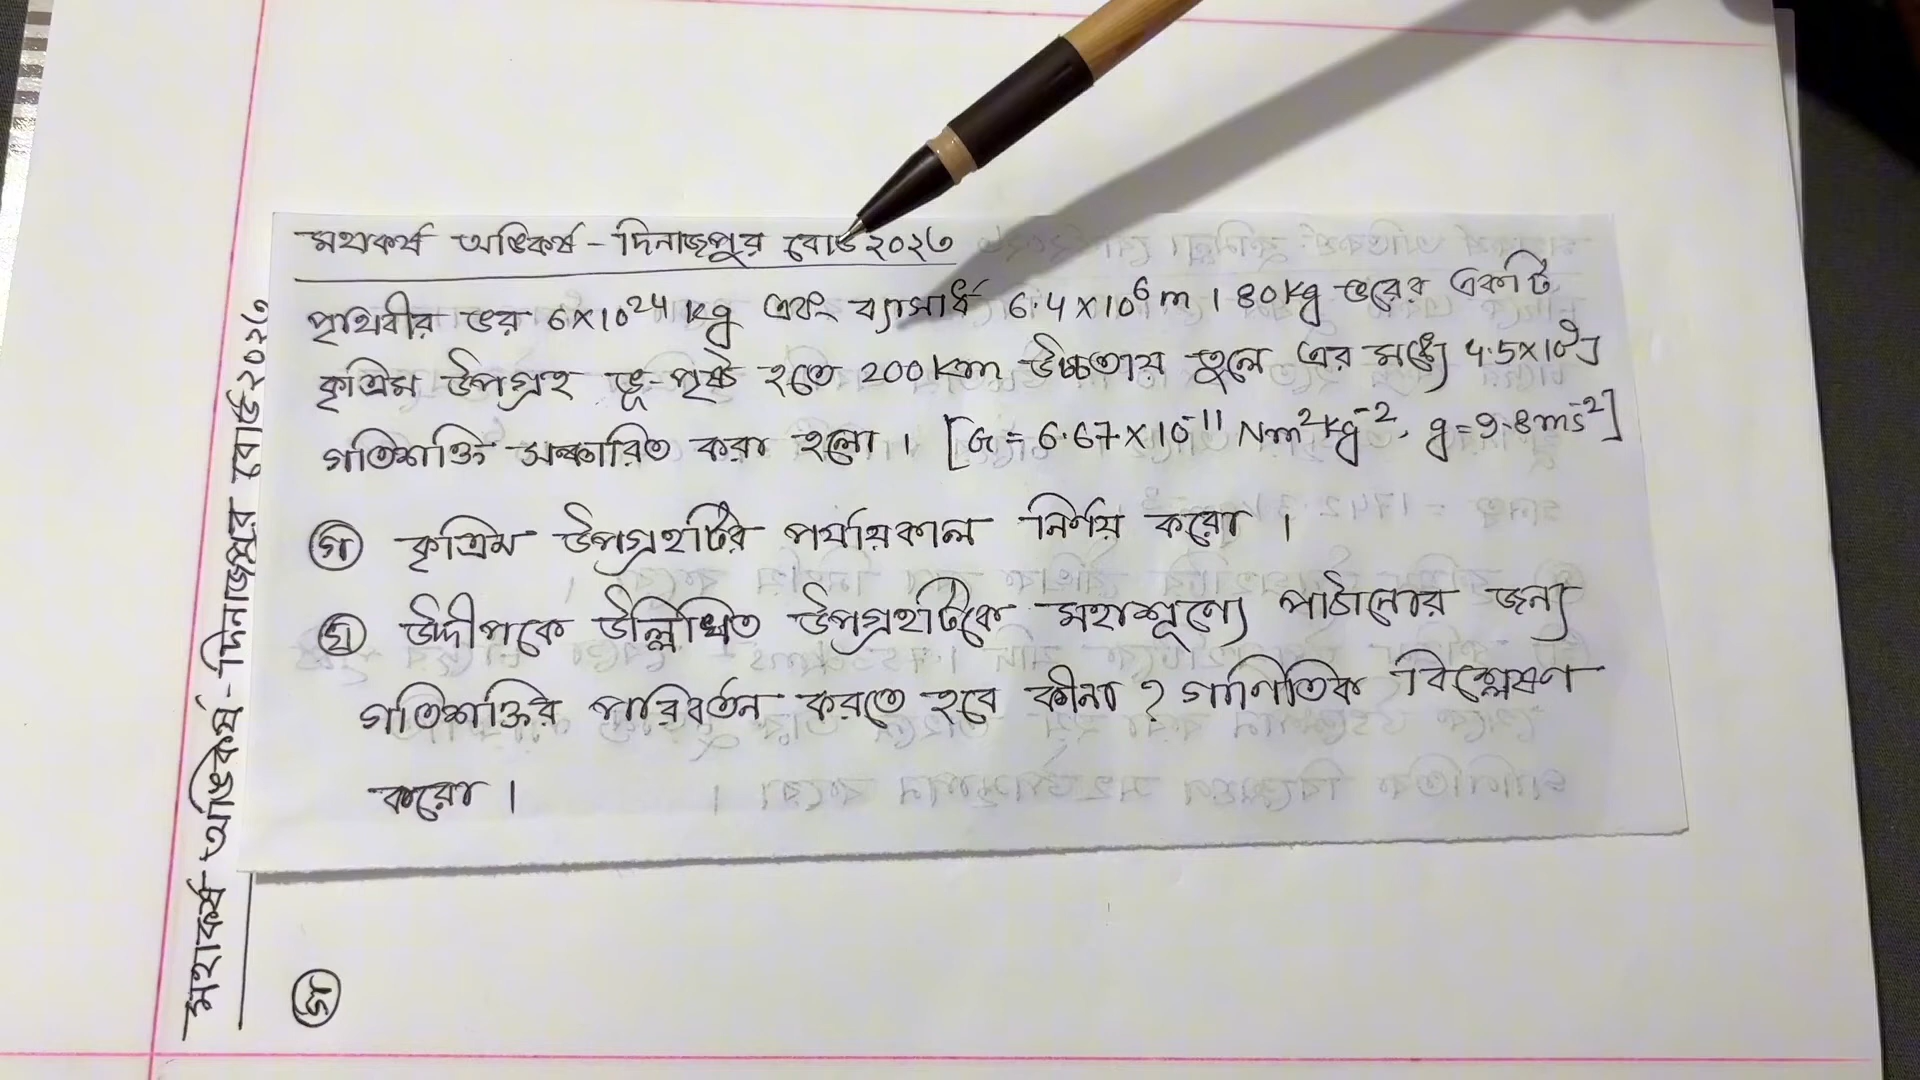 মহাকর্ষ অভিকর্ষ - দিনাজপুর বোর্ড ২০২৩
পৃথিবীর ভর 6×10²⁴ kg এবং ব্যাসার্ধ 6.4×10⁶ m । 80 kg ভরের একটি
কৃত্রিম উপগ্রহ ভূ-পৃষ্ট হতে 200 km উচ্চতায় তুলে এর মধ্যে 4.5×10⁹ J
গতিশক্তি সঞ্চারিত করা হলো । [G = 6.67×10⁻¹¹ Nm²kg⁻², g = 9.8ms⁻²]
গ কৃত্রিম উপগ্রহটির পর্যায়কাল নির্ণয় করো ।
ঘ উদ্দীপকে উল্লিখিত উপগ্রহটিকে মহাশূণ্যে পাঠানোর জন্য
গতিশক্তির পরিবর্তন করতে হবে কীনা ? গাণিতিক বিশ্লেষণ
করো ।
মহাকর্ষ-অভিকর্ষ - দিনাজপুর বোর্ড ২০২৩
গ